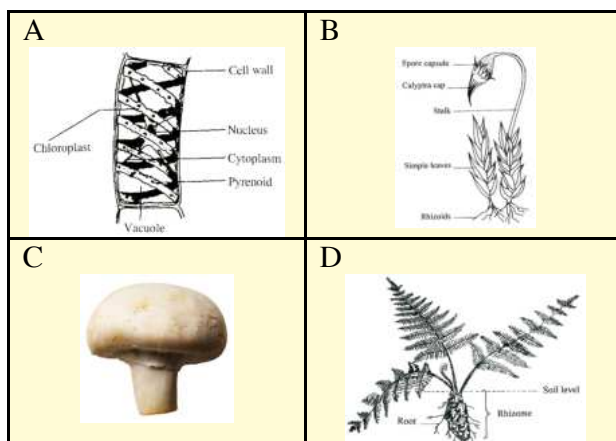 A
Cell wall
Nucleus
Chloroplast
Cytoplasm
Pyrenoid
Vacuole
B
Spore capsule
Calyptra cap
Stalk
Simple leaves
Rhizoids
C
D
Soil level
Root
Rhizome